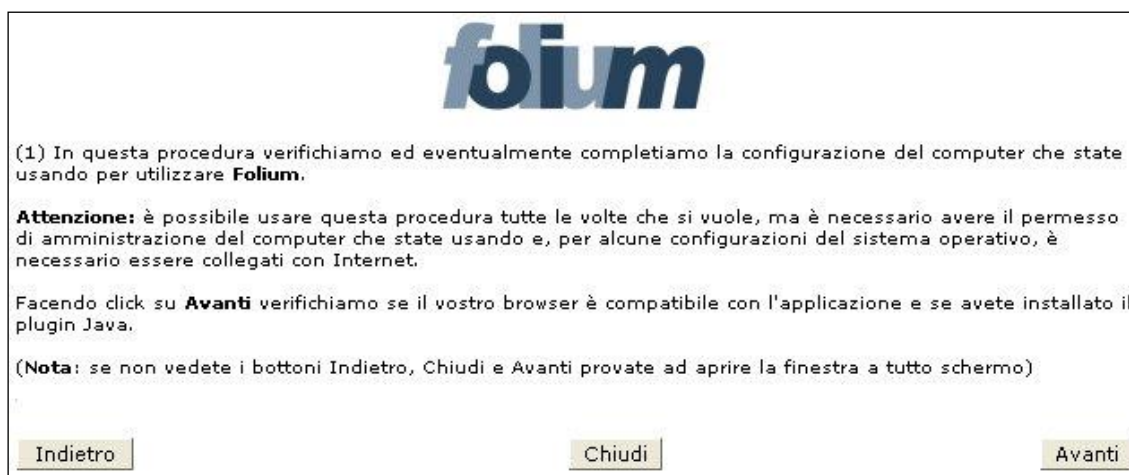 folium
(1) In questa procedura verifichiamo ed eventualmente completiamo la configurazione del computer che state
usando per utilizzare Folium.
Attenzione: è possibile usare questa procedura tutte le volte che si vuole, ma è necessario avere il permesso
di amministrazione del computer che state usando e, per alcune configurazioni del sistema operativo, è
necessario essere collegati con Internet.
Facendo click su Avanti verifichiamo se il vostro browser è compatibile con l'applicazione e se avete installato il
plugin Java.
(Nota: se non vedete i bottoni Indietro, Chiudi e Avanti provate ad aprire la finestra a tutto schermo)
Indietro Chiudi Avanti